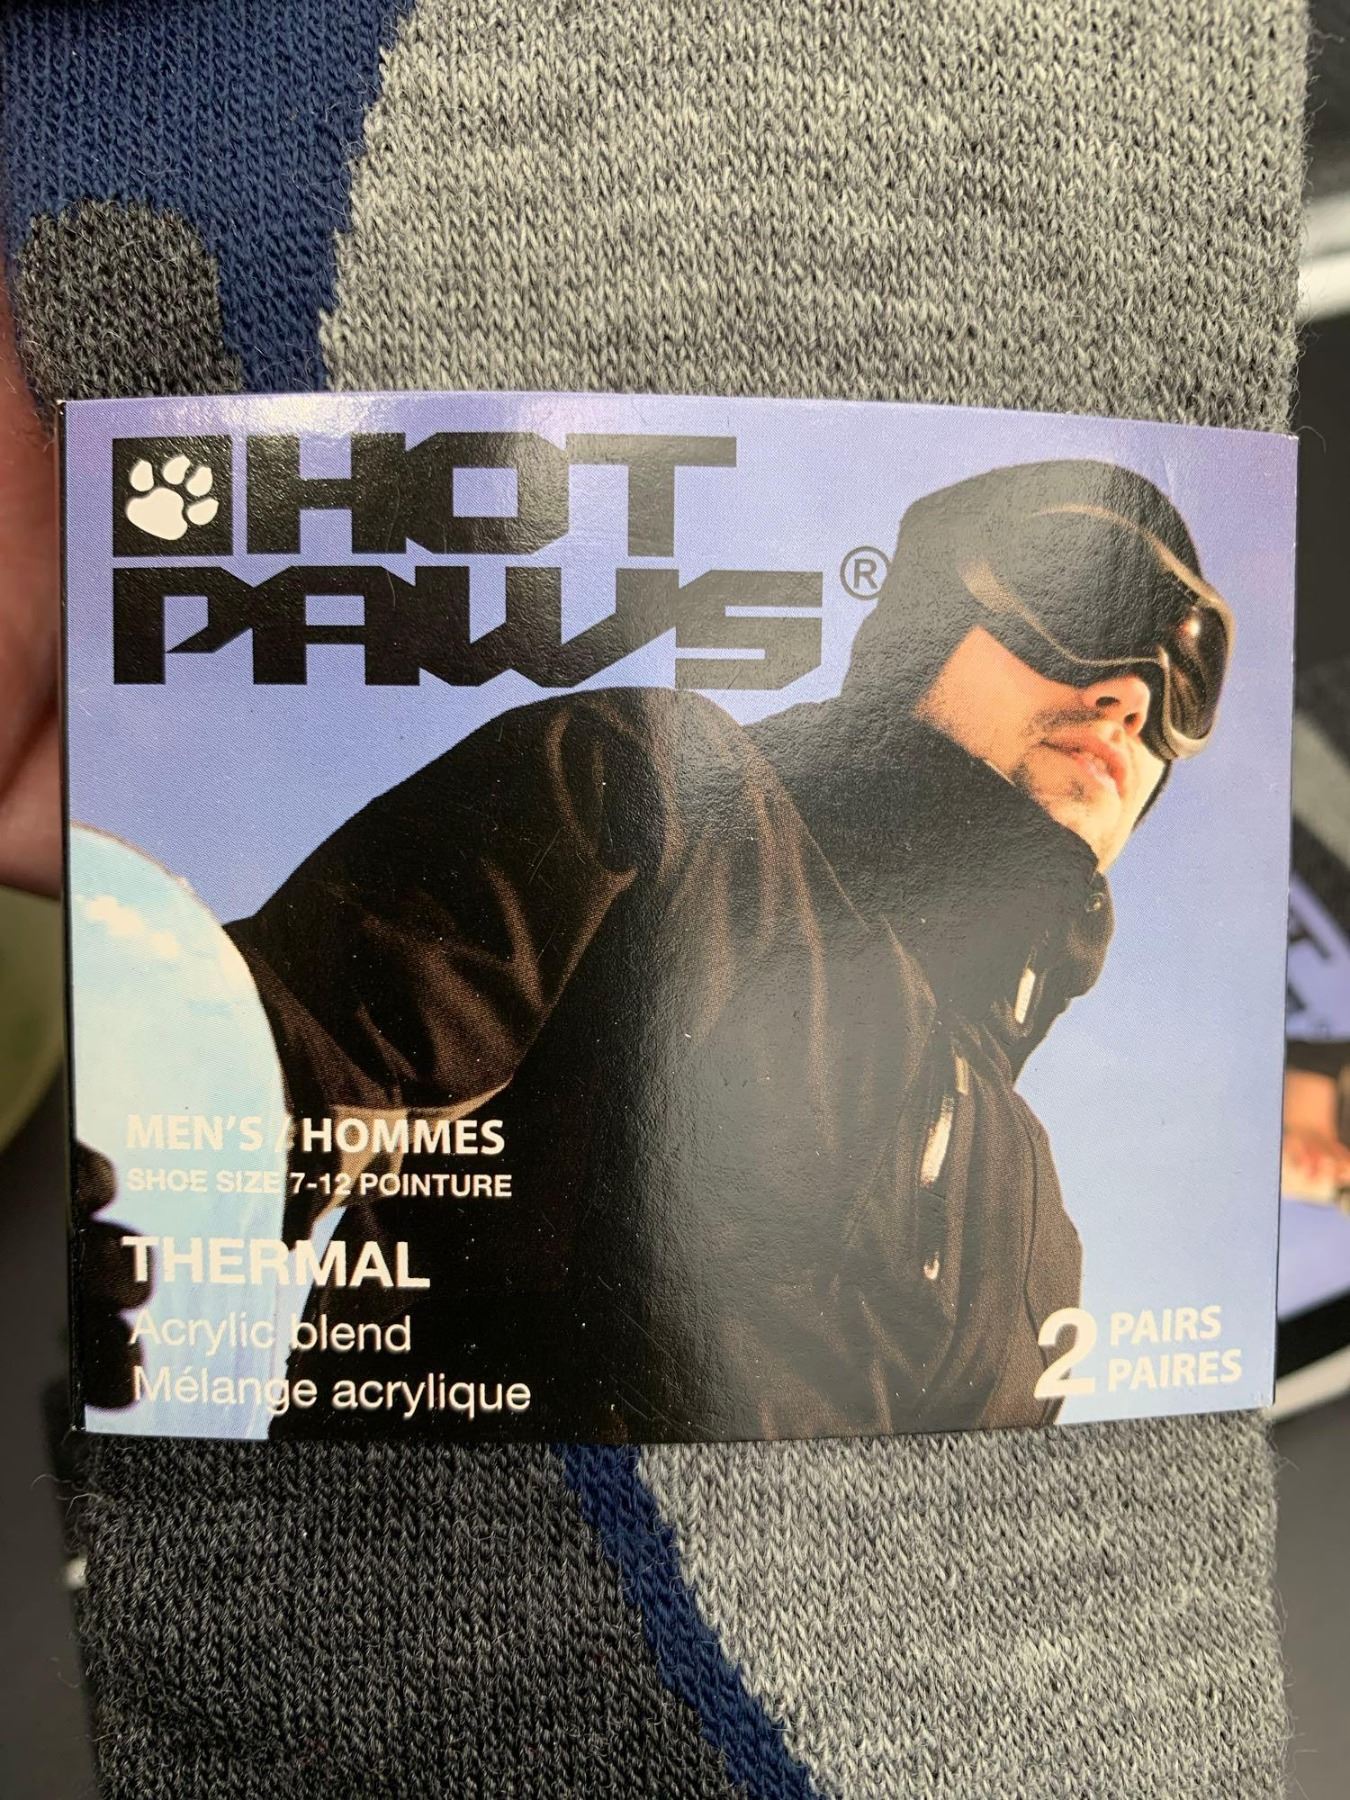 HOT
PAWS®
MEN'S / HOMMES
SHOE SIZE 7-12 POINTURE
THERMAL
Acrylic blend
Mélange acrylique
2 PAIRS
PAIRES